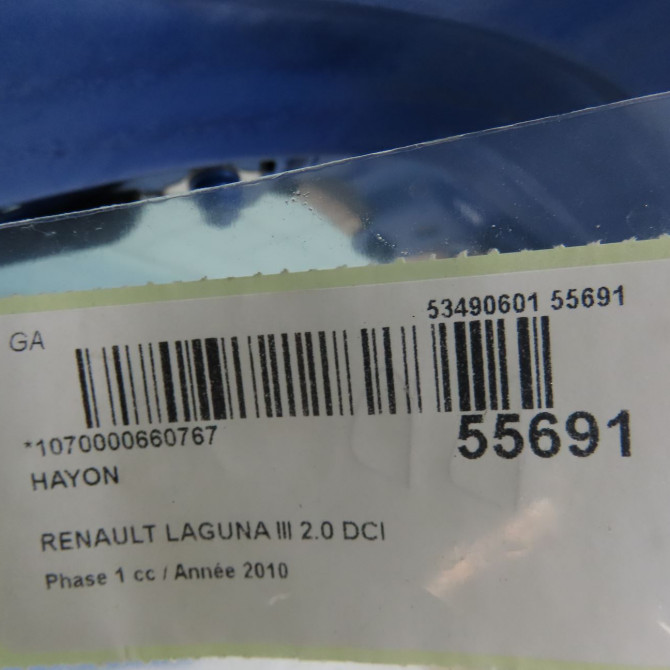 53490601 55691
GA
*1070000660767
55691
HAYON
RENAULT LAGUNA III 2.0 DCI
Phase 1 cc / Année 2010